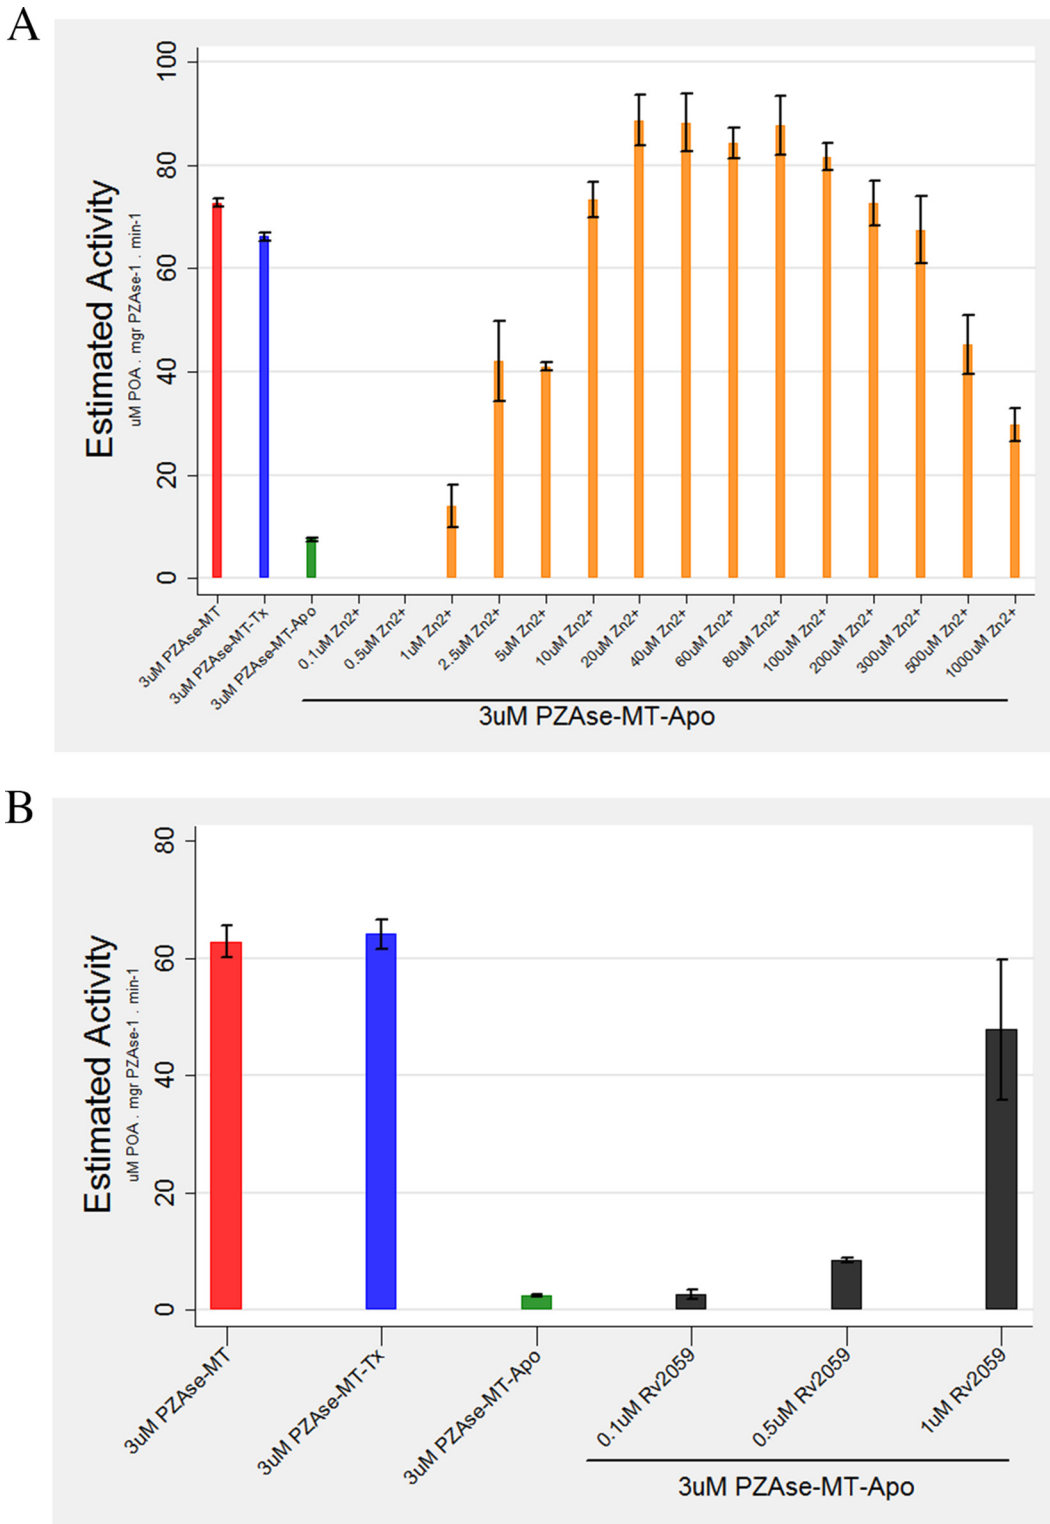 A
Estimated Activity
uM POA . mgr PZAse-1 . min-1
100
80
60
40
20
0
3uM PZAse-MT
3uM PZAse-MT-Tx
3uM PZAse-MT-Apo
0.1uM Zn2+
0.5uM Zn2+
1uM Zn2+
2.5uM Zn2+
5uM Zn2+
10uM Zn2+
20uM Zn2+
40uM Zn2+
60uM Zn2+
80uM Zn2+
100uM Zn2+
200uM Zn2+
300uM Zn2+
500uM Zn2+
1000uM Zn2+
3uM PZAse-MT-Apo
B
Estimated Activity
uM POA . mgr PZAse-1 . min-1
80
60
40
20
0
3uM PZAse-MT
3uM PZAse-MT-Tx
3uM PZAse-MT-Apo
0.1uM Rv2059
0.5uM Rv2059
1uM Rv2059
3uM PZAse-MT-Apo